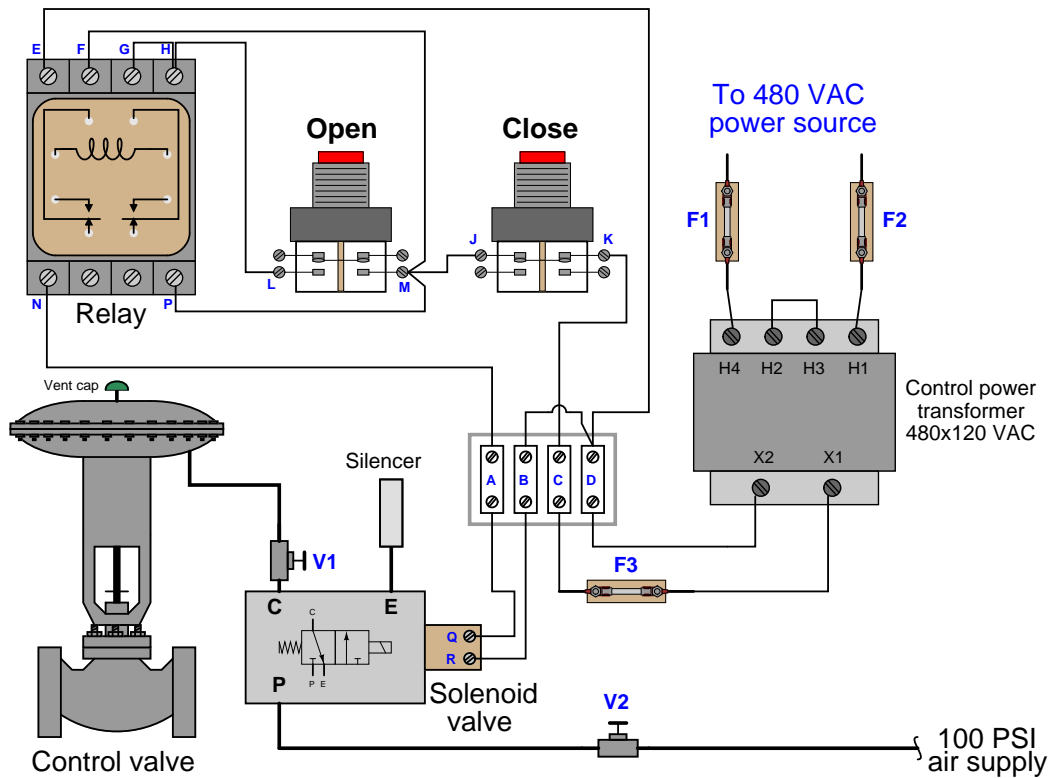 E
F
G
H
Open
Close
To 480 VAC
power source
F1
F2
J
K
L
M
N
P
Relay
H4
H2
H3
H1
Control power
transformer
480x120 VAC
X2
X1
Vent cap
Silencer
A
B
C
D
V1
F3
C
E
C
P
E
P
Q
R
Solenoid
valve
V2
Control valve
100 PSI
air supply